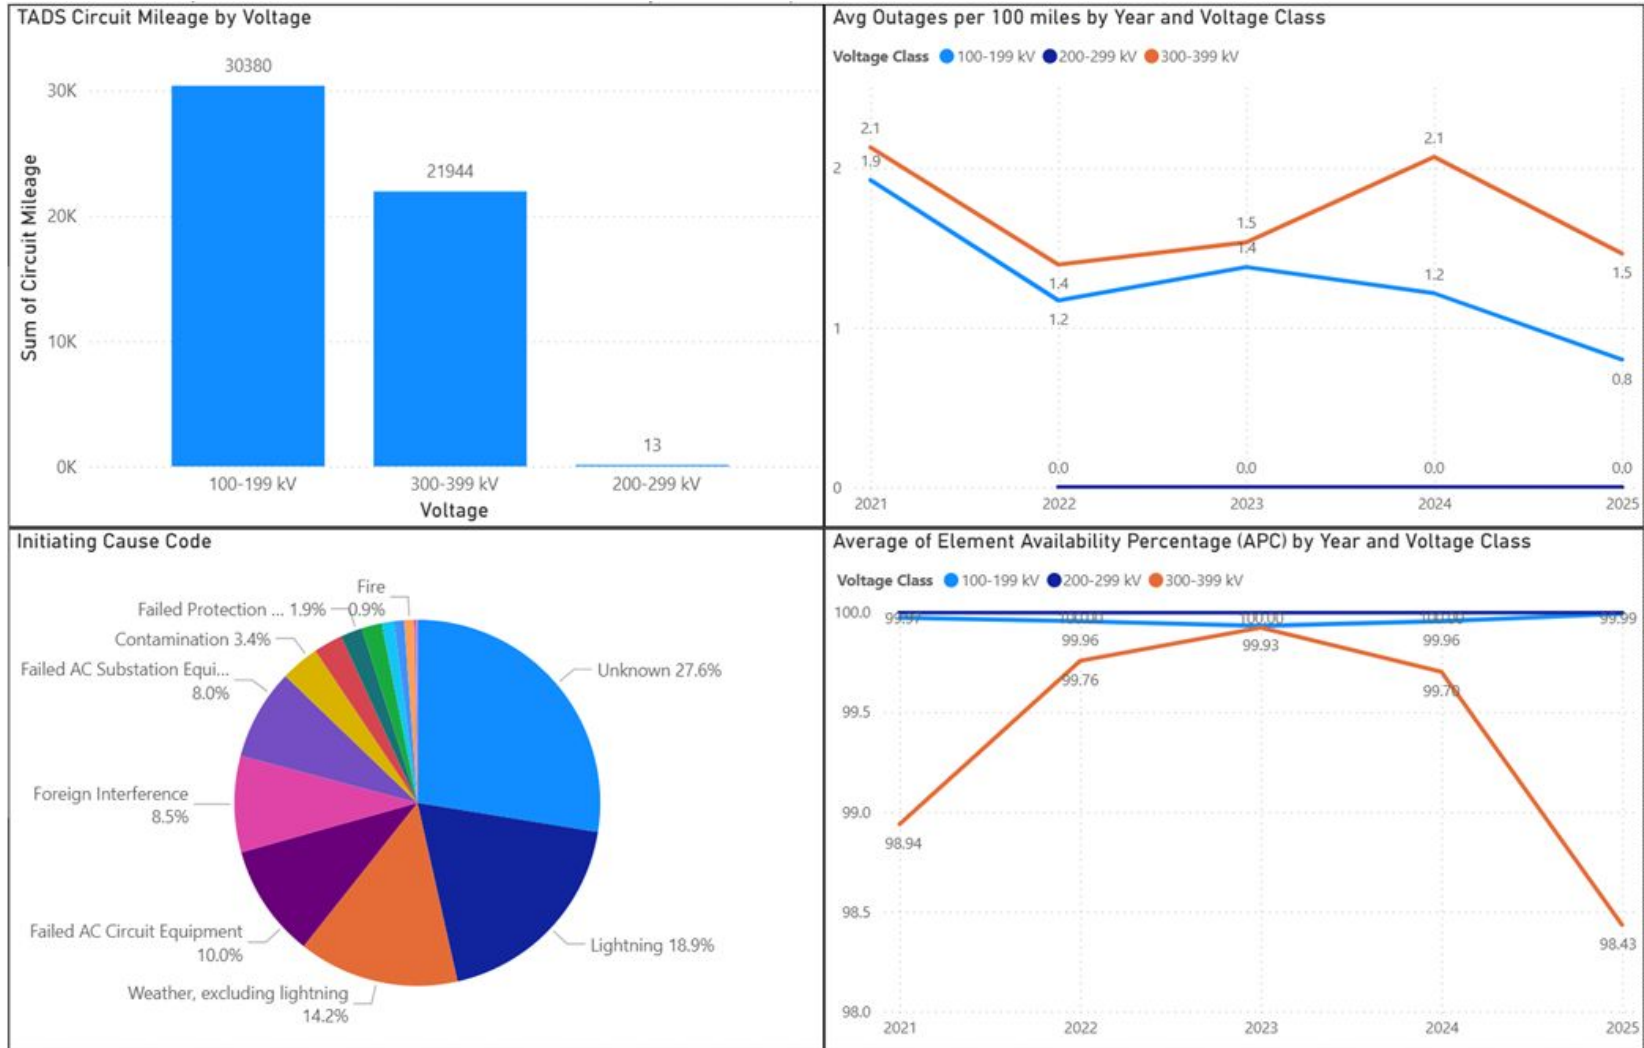 TADS Circuit Mileage by Voltage
30380
30K
21944
20K
10K
13
0K
100-199 kV
300-399 kV
200-299 kV
Sum of Circuit Mileage
Voltage
Avg Outages per 100 miles by Year and Voltage Class
Voltage Class 100-199 kV 200-299 kV 300-399 kV
2.1
1.9
2
2.1
1.5
1.4
1.4
1.2
1.2
1.5
1
0.8
0.0
0.0
0.0
0.0
0
2021
2022
2023
2024
2025
Initiating Cause Code
Fire
0.9%
Failed Protection ... 1.9%
Contamination 3.4%
Failed AC Substation Equi...
8.0%
Foreign Interference
8.5%
Failed AC Circuit Equipment
10.0%
Weather, excluding lightning
14.2%
Lightning 18.9%
Unknown 27.6%
Average of Element Availability Percentage (APC) by Year and Voltage Class
Voltage Class 100-199 kV 200-299 kV 300-399 kV
100.0
99.97
100.00
100.00
100.00
99.99
99.96
99.93
99.96
99.76
99.70
99.5
99.0
98.94
98.5
98.43
98.0
2021
2022
2023
2024
2025